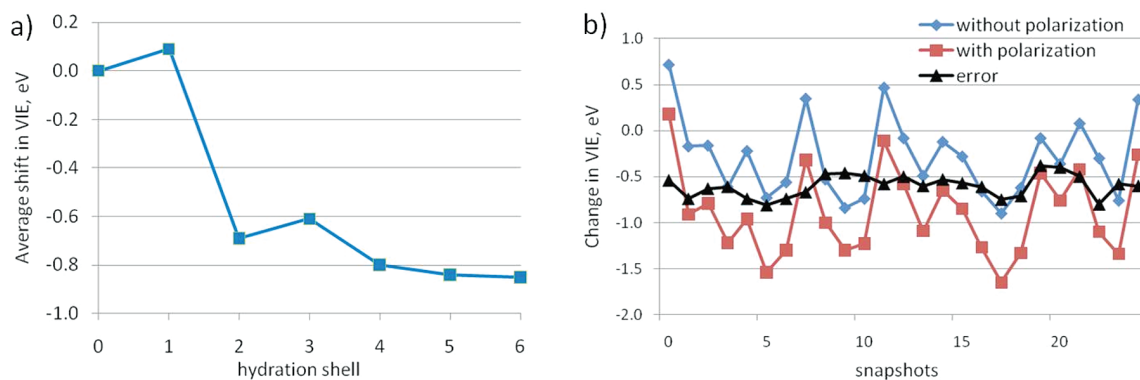 a)
Average shift in VIE, eV
0.2
0.0
-0.2
-0.4
-0.6
-0.8
-1.0
0 1 2 3 4 5 6
hydration shell
b)
without polarization
with polarization
error
Change in VIE, eV
1.0
0.5
0.0
-0.5
-1.0
-1.5
-2.0
0 5 10 15 20
snapshots